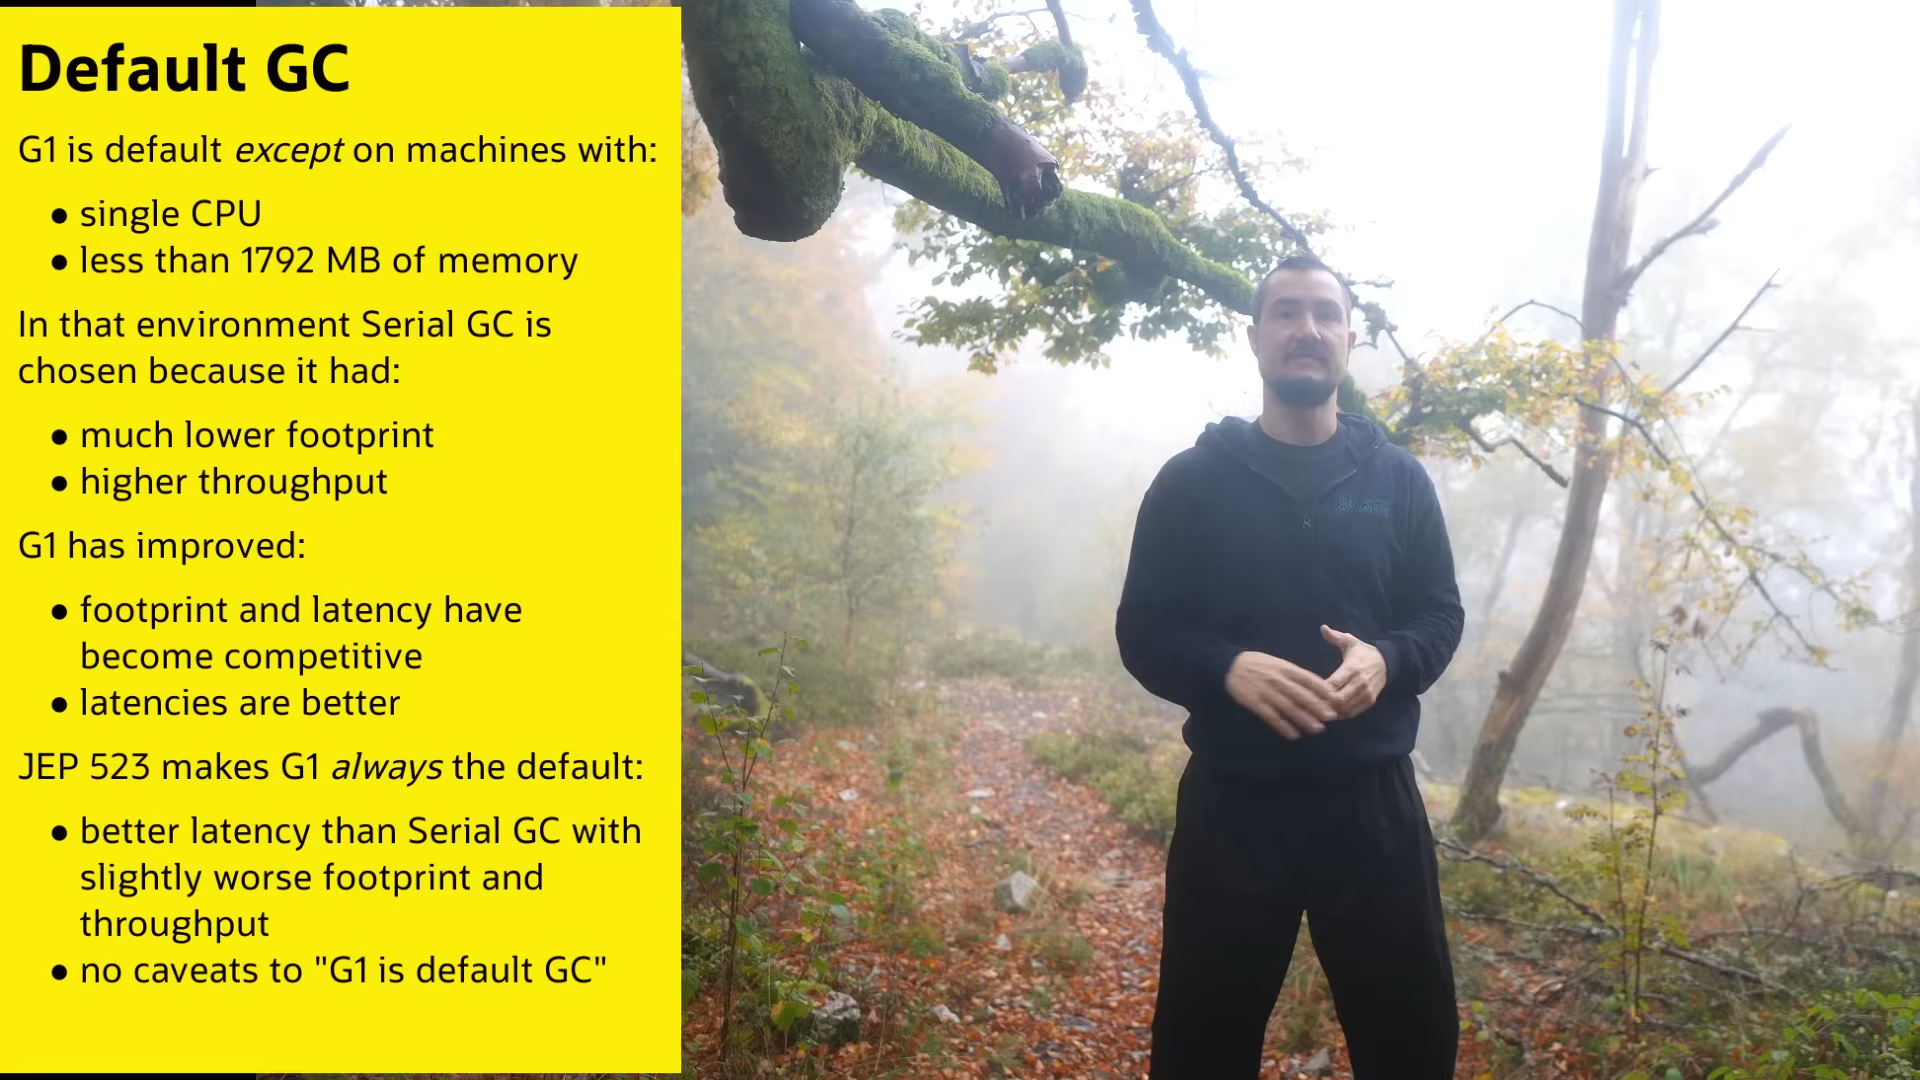 Default GC
G1 is default except on machines with:
● single CPU
● less than 1792 MB of memory
In that environment Serial GC is
chosen because it had:
● much lower footprint
● higher throughput
G1 has improved:
● footprint and latency have
become competitive
● latencies are better
JEP 523 makes G1 always the default:
● better latency than Serial GC with
slightly worse footprint and
throughput
● no caveats to "G1 is default GC"